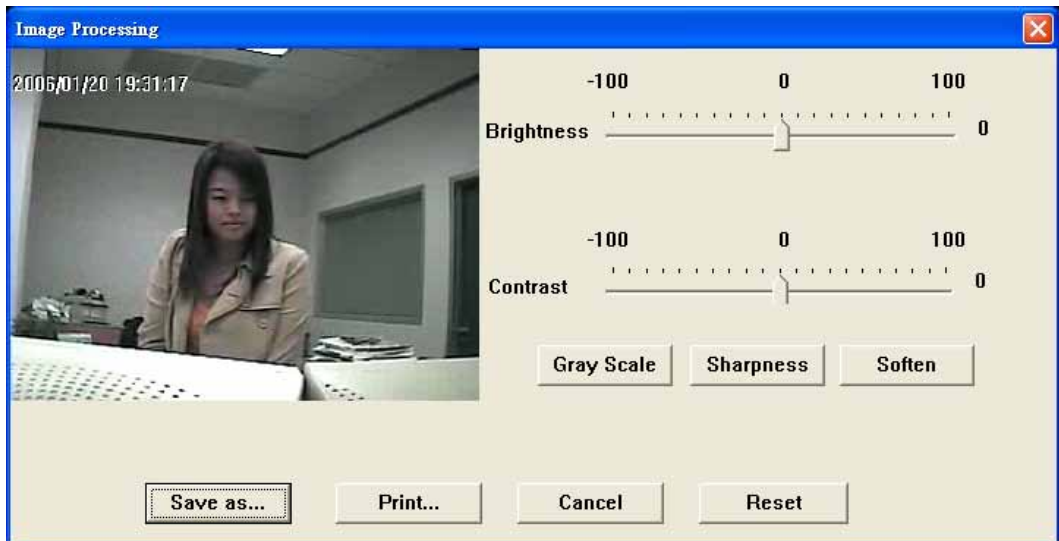 Image Processing
2006/01/20 19:31:17
-100 0 100
Brightness 0
-100 0 100
Contrast 0
Gray Scale Sharpness Soften
Save as... Print... Cancel Reset